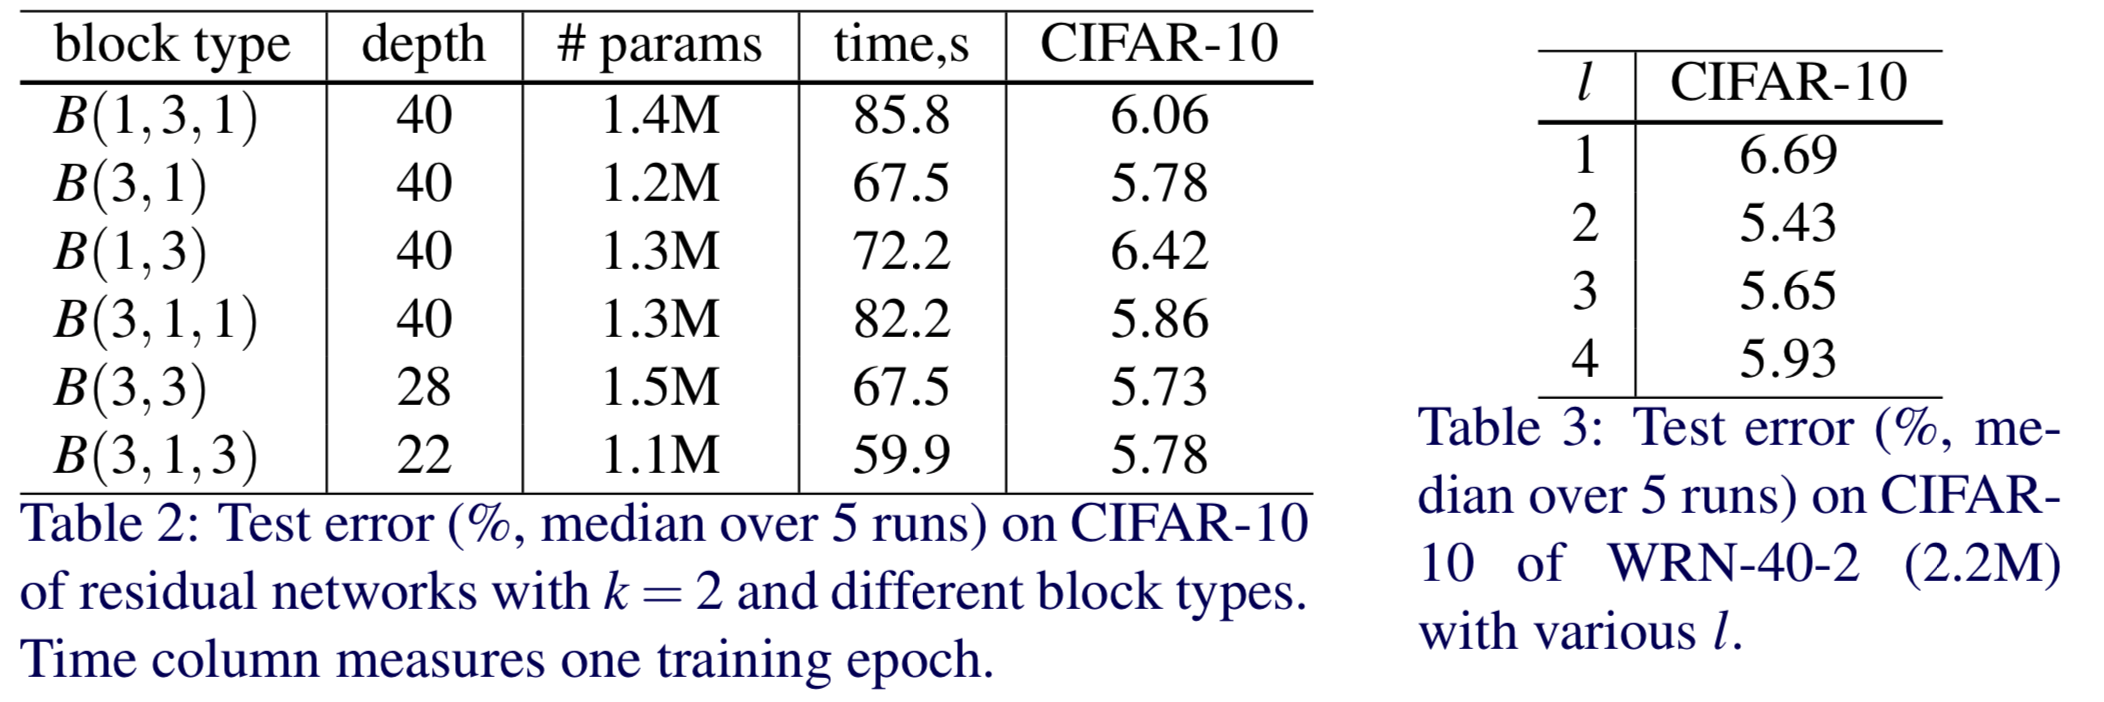 block type depth # params time,s CIFAR-10
B(1,3,1) 40 1.4M 85.8 6.06
B(3,1) 40 1.2M 67.5 5.78
B(1,3) 40 1.3M 72.2 6.42
B(3,1,1) 40 1.3M 82.2 5.86
B(3,3) 28 1.5M 67.5 5.73
B(3,1,3) 22 1.1M 59.9 5.78
Table 2: Test error (%, median over 5 runs) on CIFAR-10
of residual networks with k = 2 and different block types.
Time column measures one training epoch.
l CIFAR-10
1 6.69
2 5.43
3 5.65
4 5.93
Table 3: Test error (%, me-
dian over 5 runs) on CIFAR-
10 of WRN-40-2 (2.2M)
with various l.